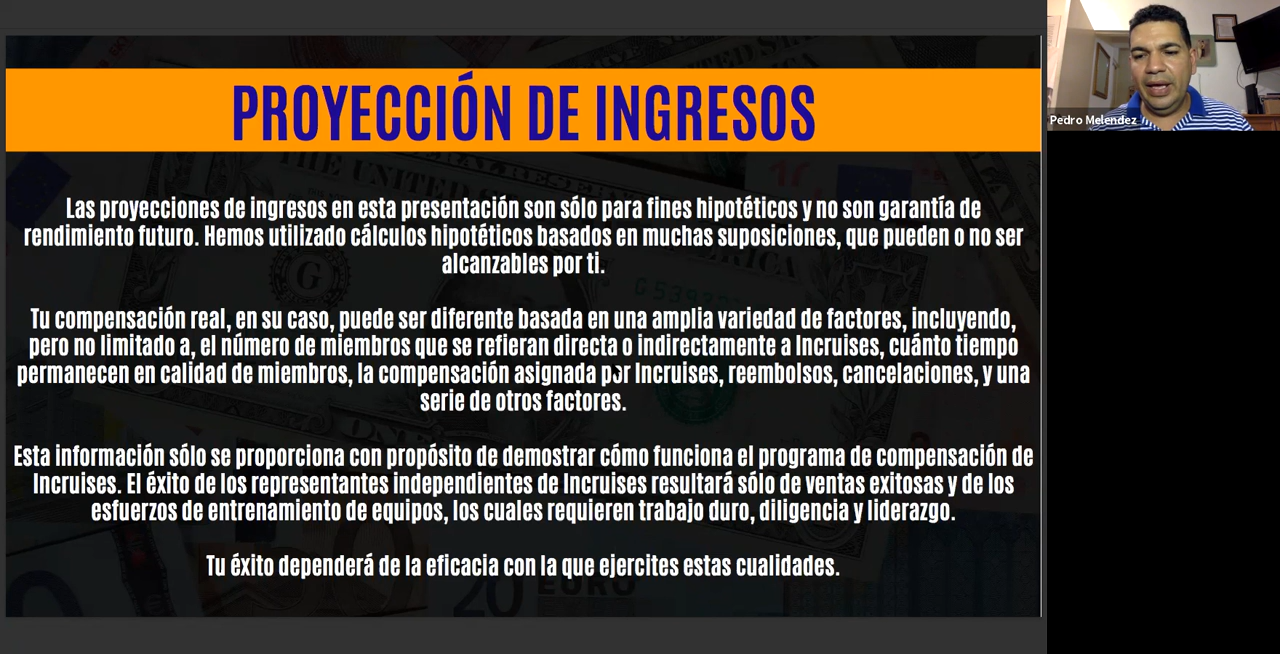 PROYECCIÓN DE INGRESOS
Las proyecciones de ingresos en esta presentación son sólo para fines hipotéticos y no son garantía de
rendimiento futuro. Hemos utilizado cálculos hipotéticos basados en muchas suposiciones, que pueden o no ser
alcanzables por ti.
Tu compensación real, en su caso, puede ser diferente basada en una amplia variedad de factores, incluyendo,
pero no limitado a, el número de miembros que se refieran directa o indirectamente a Incruises, cuánto tiempo
permanecen en calidad de miembros, la compensación asignada por Incruises, reembolsos, cancelaciones, y una
serie de otros factores.
Esta información sólo se proporciona con propósito de demostrar cómo funciona el programa de compensación de
Incruises. El éxito de los representantes independientes de Incruises resultará sólo de ventas exitosas y de los
esfuerzos de entrenamiento de equipos, los cuales requieren trabajo duro, diligencia y liderazgo.
Tu éxito dependerá de la eficacia con la que ejercites estas cualidades.
20 EURO
Pedro Melendez